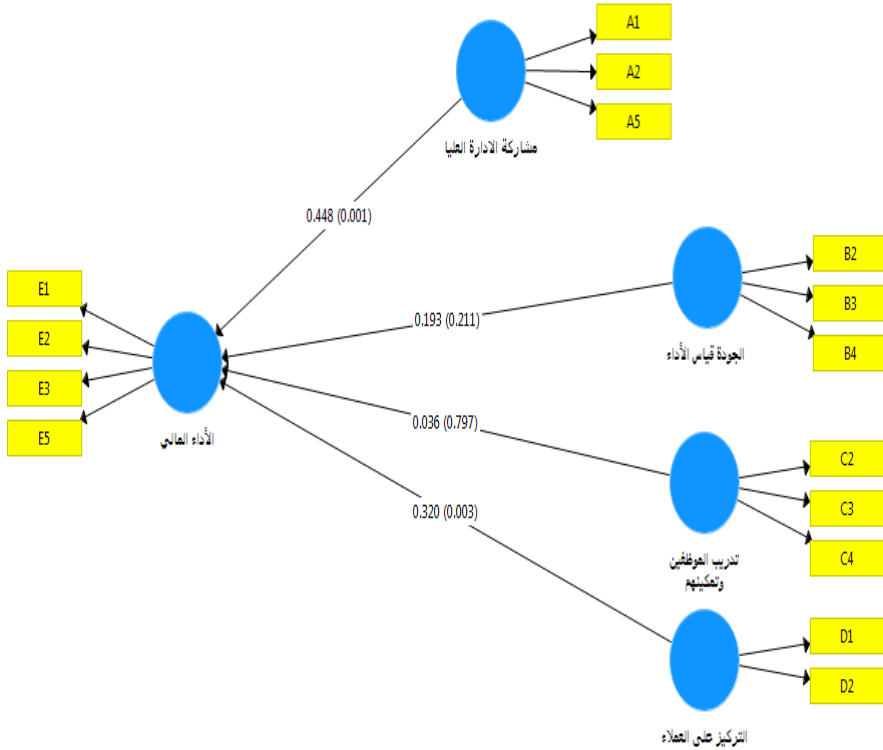 A1
A2
A5
مشاركة الادارة العليا
0.448 (0.001)
B2
B3
B4
الجودة قياس الأداء
0.193 (0.211)
E1
E2
E3
E5
الأداء المالي
0.036 (0.797)
C2
C3
C4
تدريب الموظفين
وتمكينهم
0.320 (0.003)
D1
D2
التركيز على العملاء